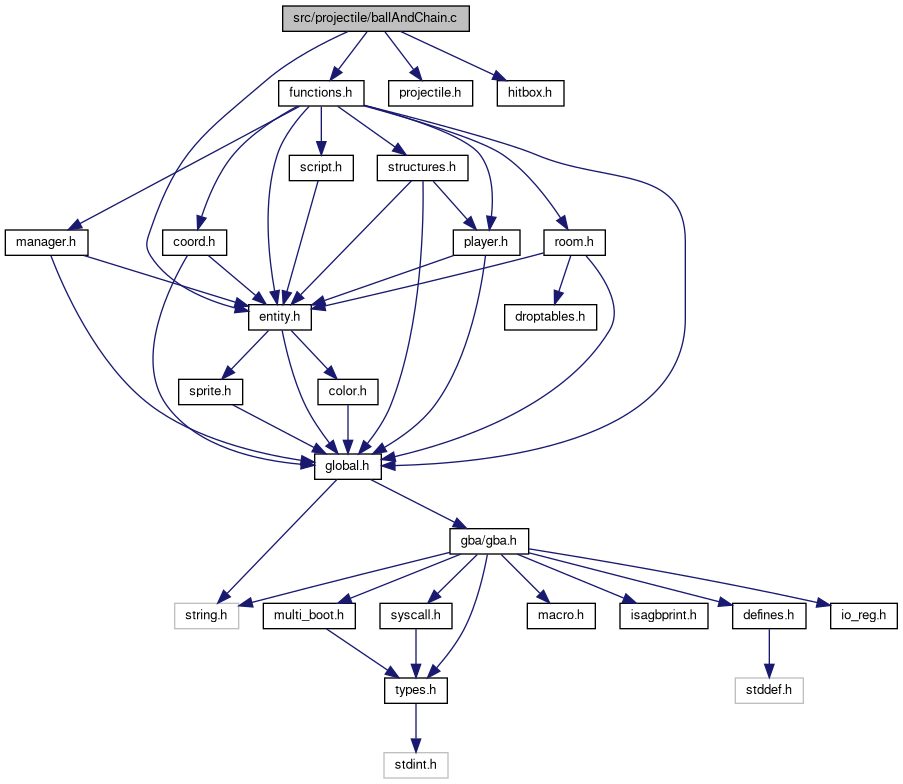 src/projectile/ballAndChain.c
functions.h
projectile.h
hitbox.h
script.h
structures.h
manager.h
coord.h
player.h
room.h
entity.h
droptables.h
sprite.h
color.h
global.h
gba/gba.h
string.h
multi_boot.h
syscall.h
macro.h
isagbprint.h
defines.h
io_reg.h
types.h
stddef.h
stdint.h